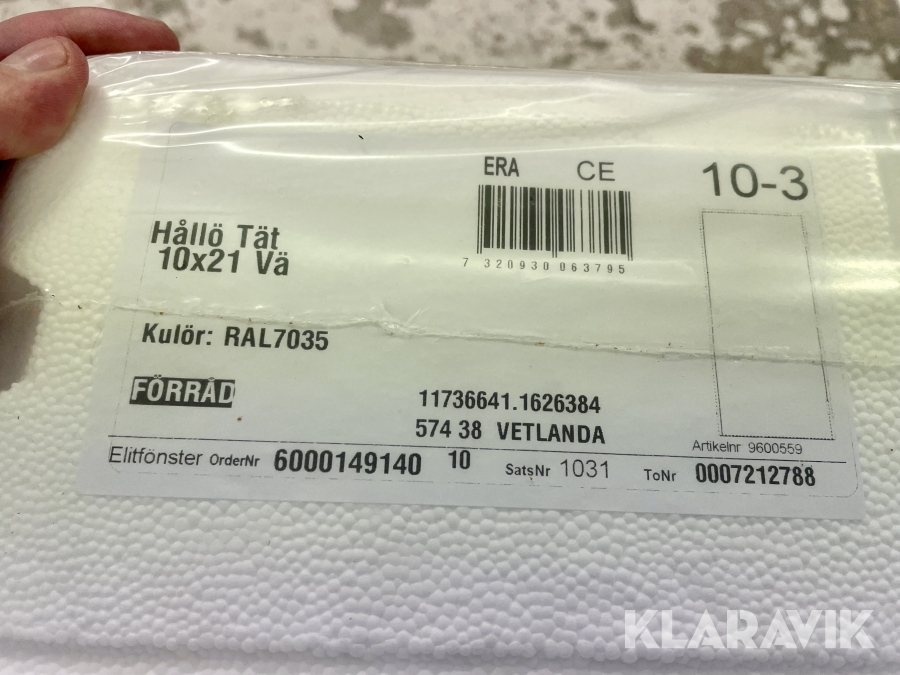 ERA CE 10-3
7 320930 063795
Hållö Tät
10x21 Vä
Kulör: RAL7035
FÖRRÅD
11736641.1626384
574 38 VETLANDA
Artikelnr 9600559
Elitfönster OrderNr 6000149140 10 SatsNr 1031 ToNr 0007212788
KLARAVIK